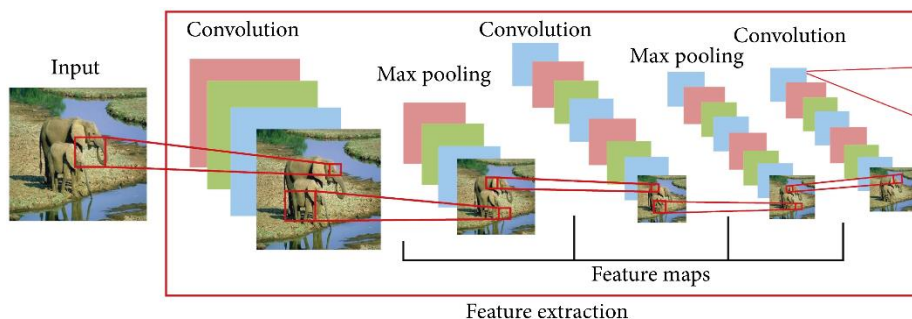 Input
Convolution
Max pooling
Convolution
Max pooling
Convolution
Feature maps
Feature extraction